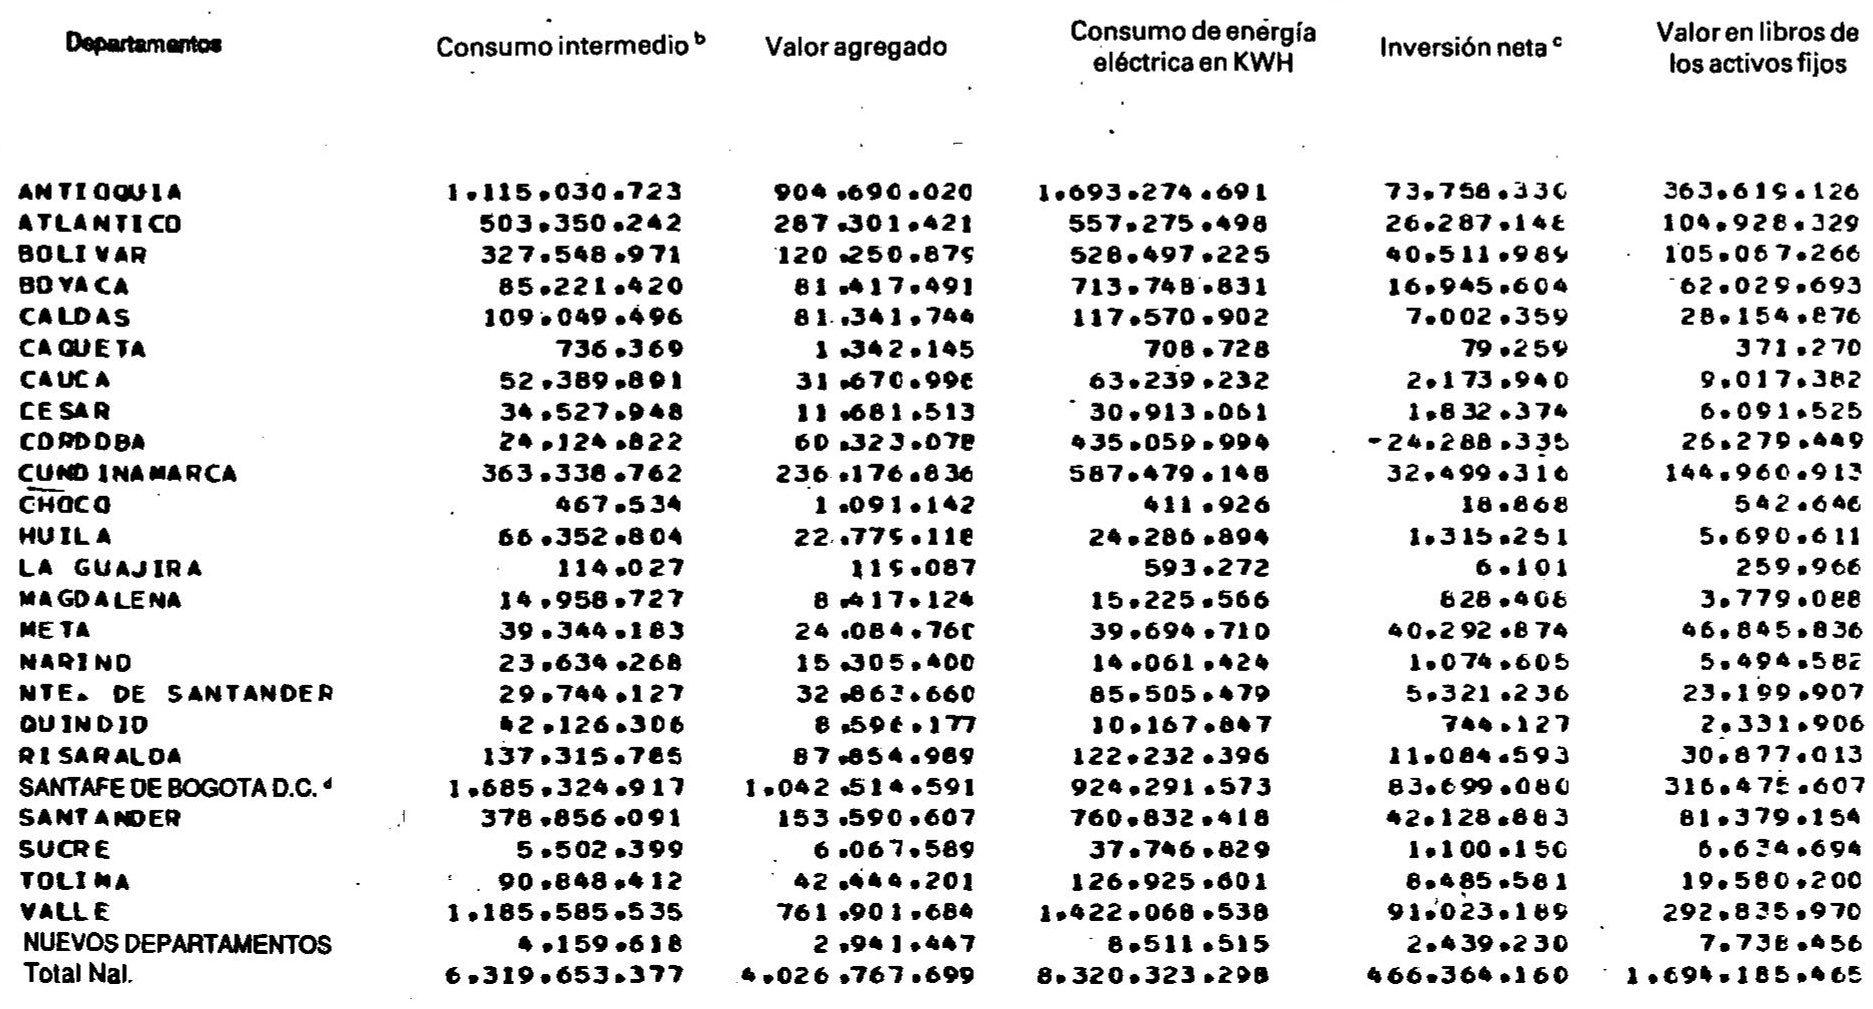 Departamentos Consumo intermedio b Valor agregado Consumo de energía eléctrica en KWH Inversión neta c Valor en libros de los activos fijos
ANTIOQUIA 1.115.030.723 904.690.020 1.693.274.691 73.758.330 363.619.126
ATLANTICO 503.350.242 287.301.421 557.275.498 26.287.148 104.928.329
BOLIVAR 327.548.971 120.250.879 528.497.225 40.511.989 105.067.266
BOYACA 85.221.420 81.417.491 713.748.831 16.945.604 62.029.693
CALDAS 109.049.496 81.341.744 117.570.902 7.002.359 28.154.876
CAQUETA 736.369 1.342.145 708.728 79.259 371.270
CAUCA 52.389.891 31.670.996 63.239.232 2.173.940 9.017.382
CESAR 34.527.948 11.681.513 30.913.061 1.832.374 6.091.525
CORDOBA 24.124.822 60.323.078 435.059.994 -24.288.335 26.279.449
CUNDINAMARCA 363.338.762 236.176.836 587.479.148 32.499.316 144.960.913
CHOCO 467.534 1.091.142 411.926 18.868 542.646
HUILA 66.352.804 22.775.118 24.286.894 1.315.251 5.690.611
LA GUAJIRA 114.027 119.087 593.272 6.101 259.966
MAGDALENA 14.958.727 8.417.124 15.225.566 828.408 3.779.088
META 39.344.183 24.084.760 39.694.710 40.292.874 46.845.836
NARINO 23.634.268 15.305.400 14.061.424 1.074.605 5.494.582
NTE. DE SANTANDER 29.744.127 32.863.660 85.505.479 5.321.236 23.199.907
QUINDIO 42.126.306 8.596.177 10.167.847 744.127 2.331.906
RISARALDA 137.315.785 87.854.989 122.232.396 11.084.593 30.877.013
SANTAFE DE BOGOTA D.C. d 1.685.324.917 1.042.514.591 924.291.573 83.699.080 316.475.607
SANTANDER 378.856.091 153.590.607 760.832.418 42.128.883 81.379.154
SUCRE 5.502.399 6.067.589 37.746.829 1.100.150 6.634.694
TOLIMA 90.848.412 42.444.201 126.925.601 8.485.581 19.580.200
VALLE 1.185.585.535 761.901.684 1.422.068.538 91.023.189 292.835.970
NUEVOS DEPARTAMENTOS 4.159.618 2.941.447 8.511.515 2.439.230 7.738.456
Total Nal. 6.319.653.377 4.026.767.699 8.320.323.298 466.364.160 1.694.185.465